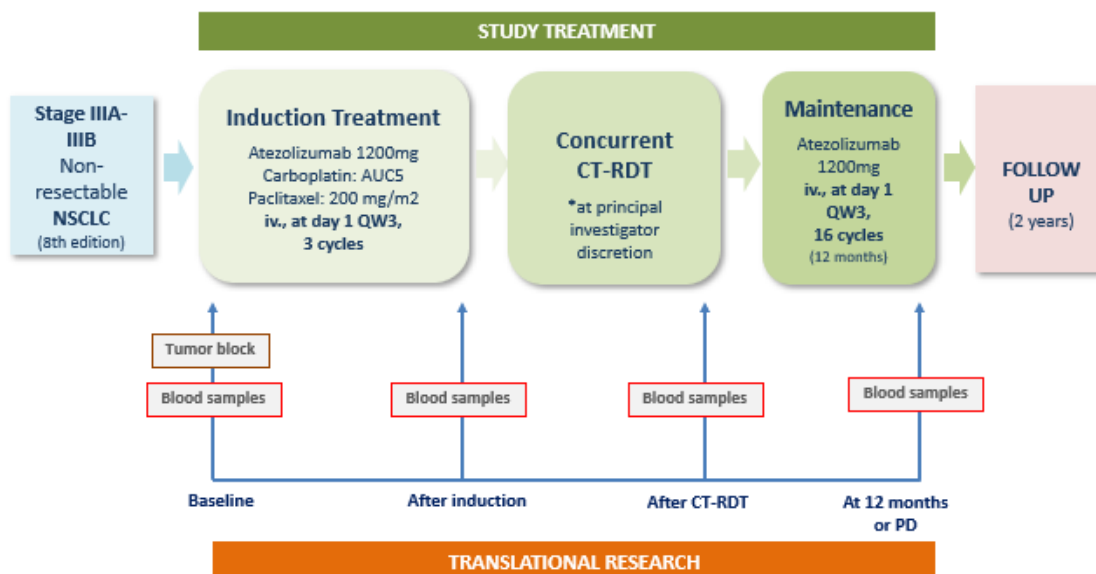 STUDY TREATMENT
Stage IIIA-
IIIB
Non-
resectable
NSCLC
(8th edition)
Induction Treatment
Atezolizumab 1200mg
Carboplatin: AUC5
Paclitaxel: 200 mg/m2
iv., at day 1 QW3,
3 cycles
Concurrent
CT-RDT
*at principal
investigator
discretion
Maintenance
Atezolizumab
1200mg
iv., at day 1
QW3,
16 cycles
(12 months)
FOLLOW
UP
(2 years)
Tumor block
Blood samples
Blood samples
Blood samples
Blood samples
Baseline
After induction
After CT-RDT
At 12 months
or PD
TRANSLATIONAL RESEARCH